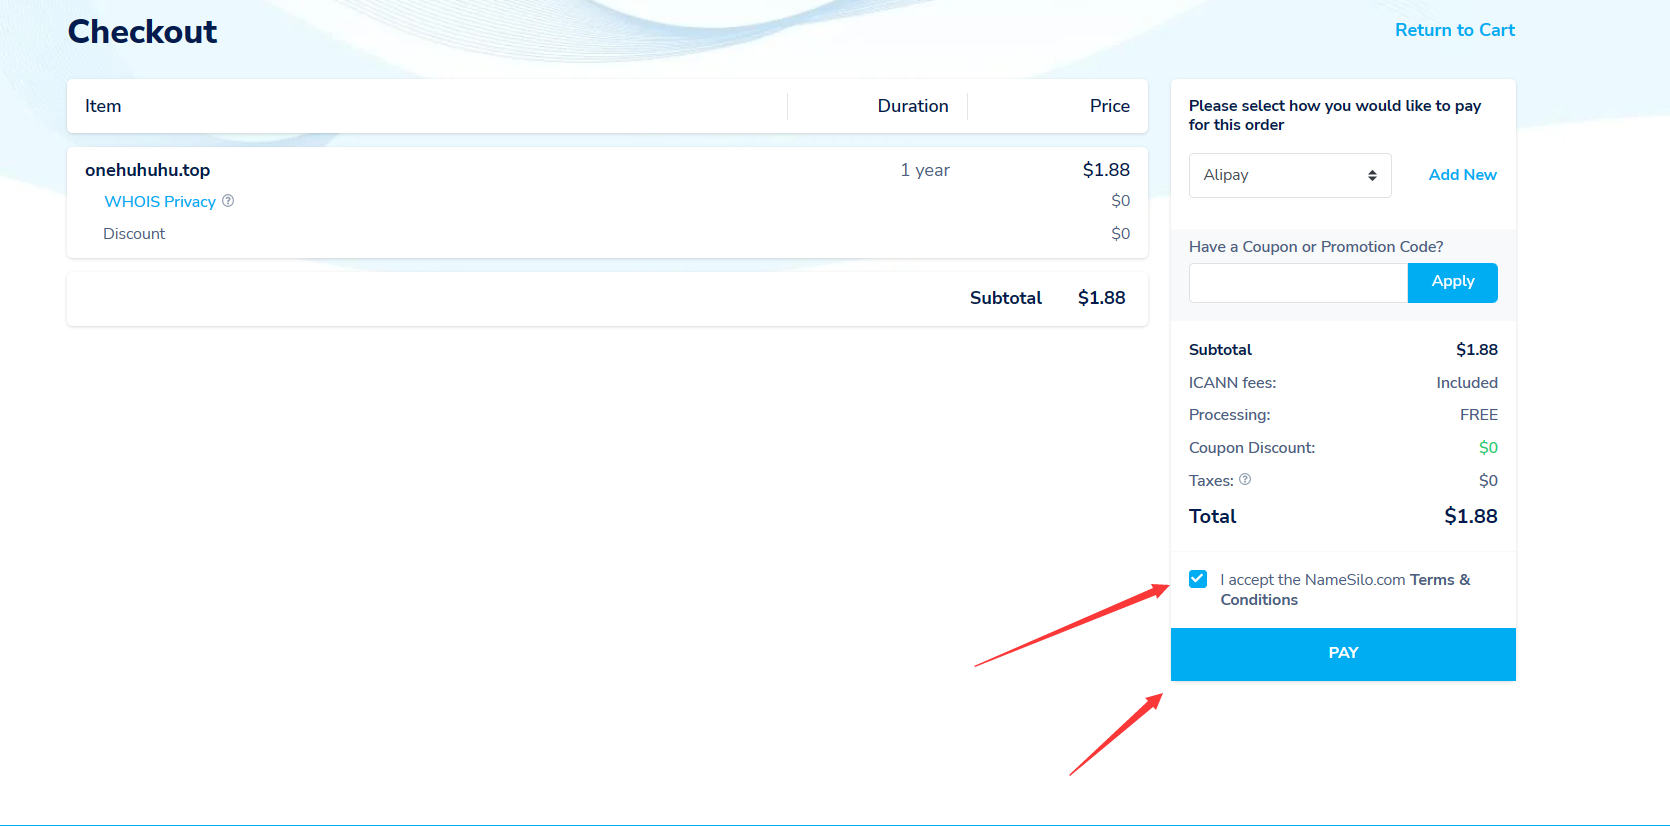 Checkout
Return to Cart
Item Duration Price
onehuhuhu.top 1 year $1.88
WHOIS Privacy ? $0
Discount $0
Subtotal $1.88
Please select how you would like to pay
for this order
Alipay Add New
Have a Coupon or Promotion Code?
Apply
Subtotal $1.88
ICANN fees: Included
Processing: FREE
Coupon Discount: $0
Taxes: ? $0
Total $1.88
I accept the NameSilo.com Terms &
Conditions
PAY